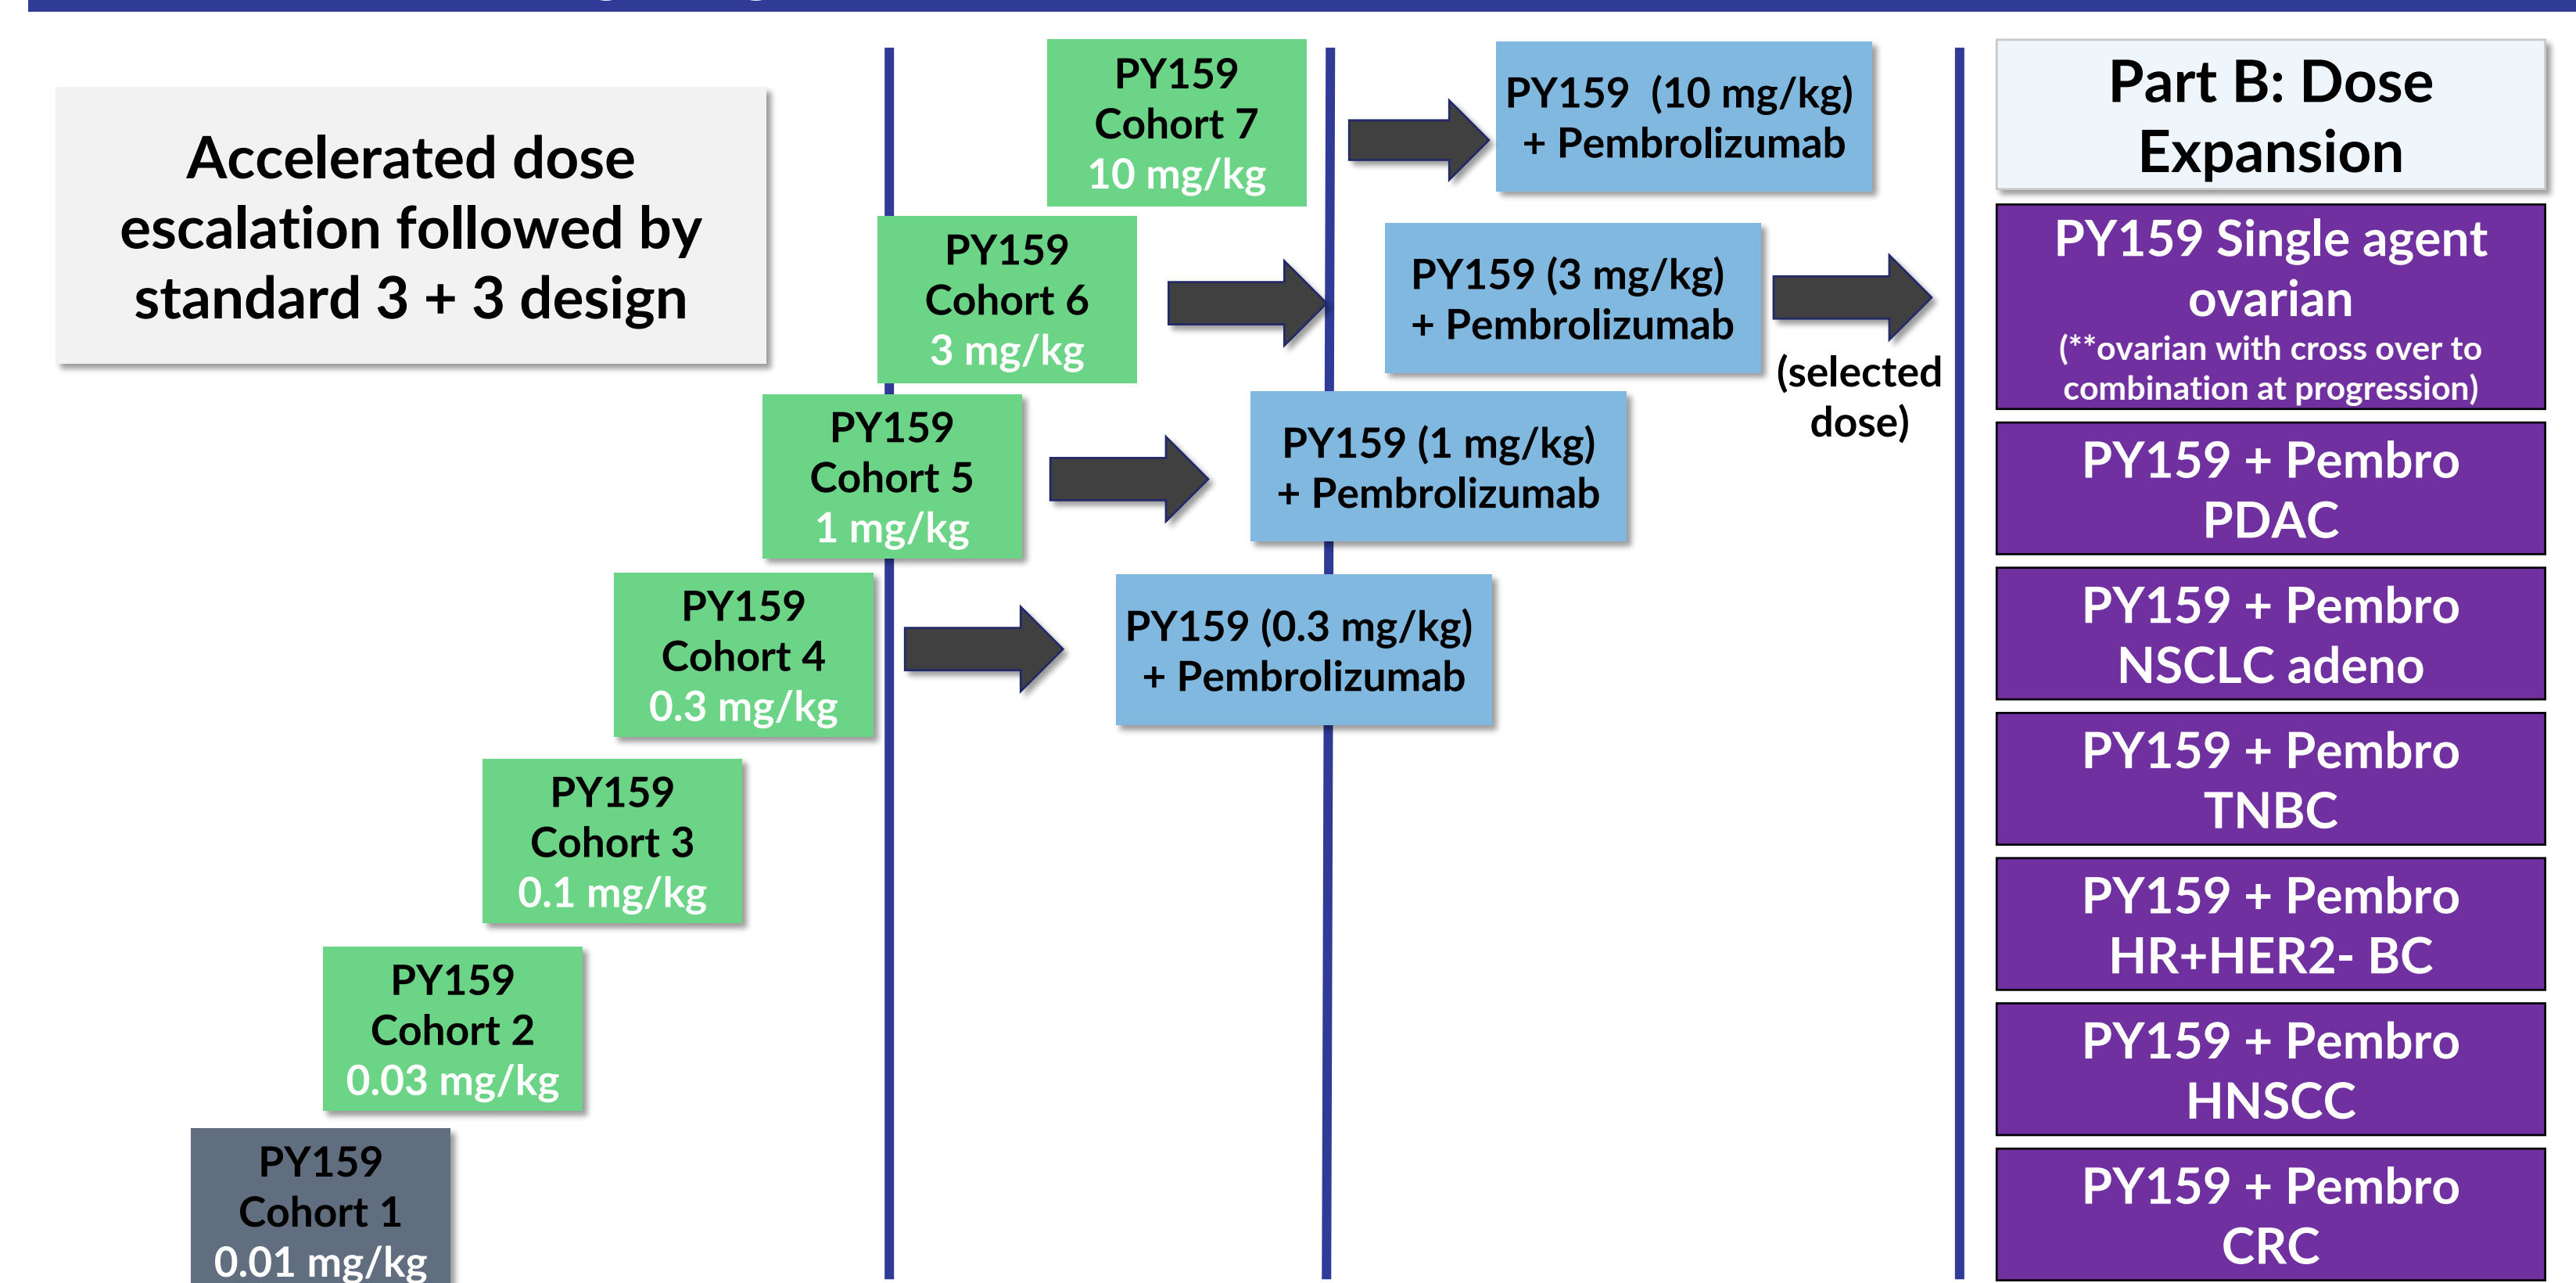 Accelerated dose
escalation followed by
standard 3 + 3 design
PY159
Cohort 7
10 mg/kg
PY159 (10 mg/kg)
+ Pembrolizumab
PY159
Cohort 6
3 mg/kg
PY159 (3 mg/kg)
+ Pembrolizumab
(selected
dose)
PY159
Cohort 5
1 mg/kg
PY159 (1 mg/kg)
+ Pembrolizumab
PY159
Cohort 4
0.3 mg/kg
PY159 (0.3 mg/kg)
+ Pembrolizumab
PY159
Cohort 3
0.1 mg/kg
PY159
Cohort 2
0.03 mg/kg
PY159
Cohort 1
0.01 mg/kg
Part B: Dose
Expansion
PY159 Single agent
ovarian
(**ovarian with cross over to
combination at progression)
PY159 + Pembro
PDAC
PY159 + Pembro
NSCLC adeno
PY159 + Pembro
TNBC
PY159 + Pembro
HR+HER2- BC
PY159 + Pembro
HNSCC
PY159 + Pembro
CRC